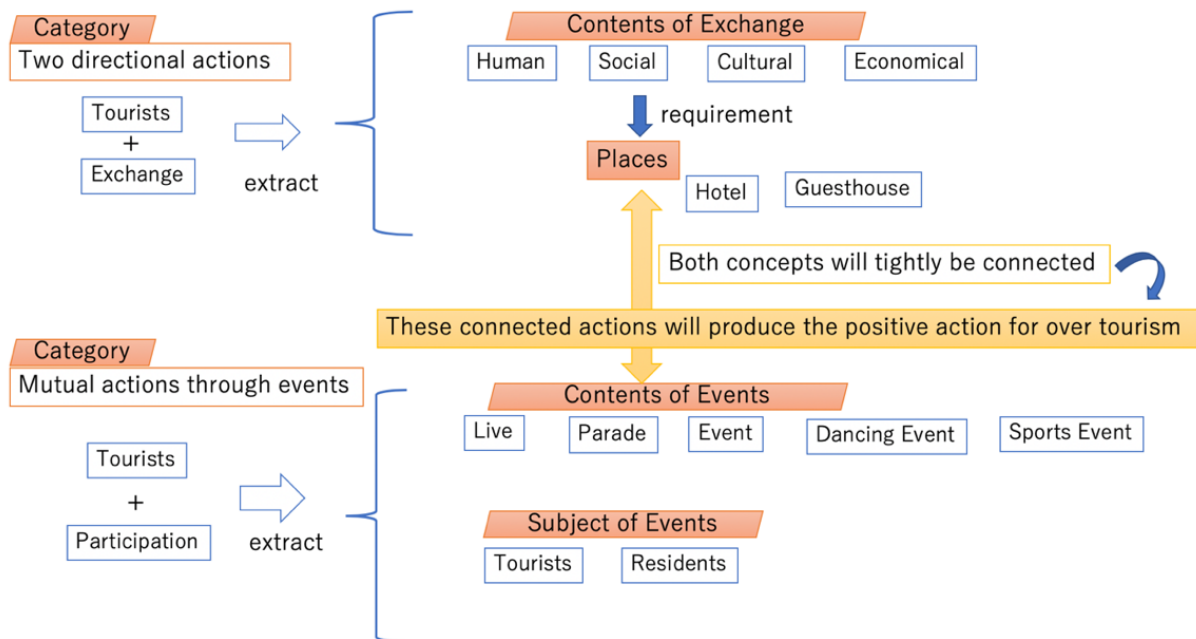 Category
Two directional actions
Tourists
+
Exchange
extract
Contents of Exchange
Human
Social
Cultural
Economical
requirement
Places
Hotel
Guesthouse
Both concepts will tightly be connected
These connected actions will produce the positive action for over tourism
Category
Mutual actions through events
Tourists
+
Participation
extract
Contents of Events
Live
Parade
Event
Dancing Event
Sports Event
Subject of Events
Tourists
Residents